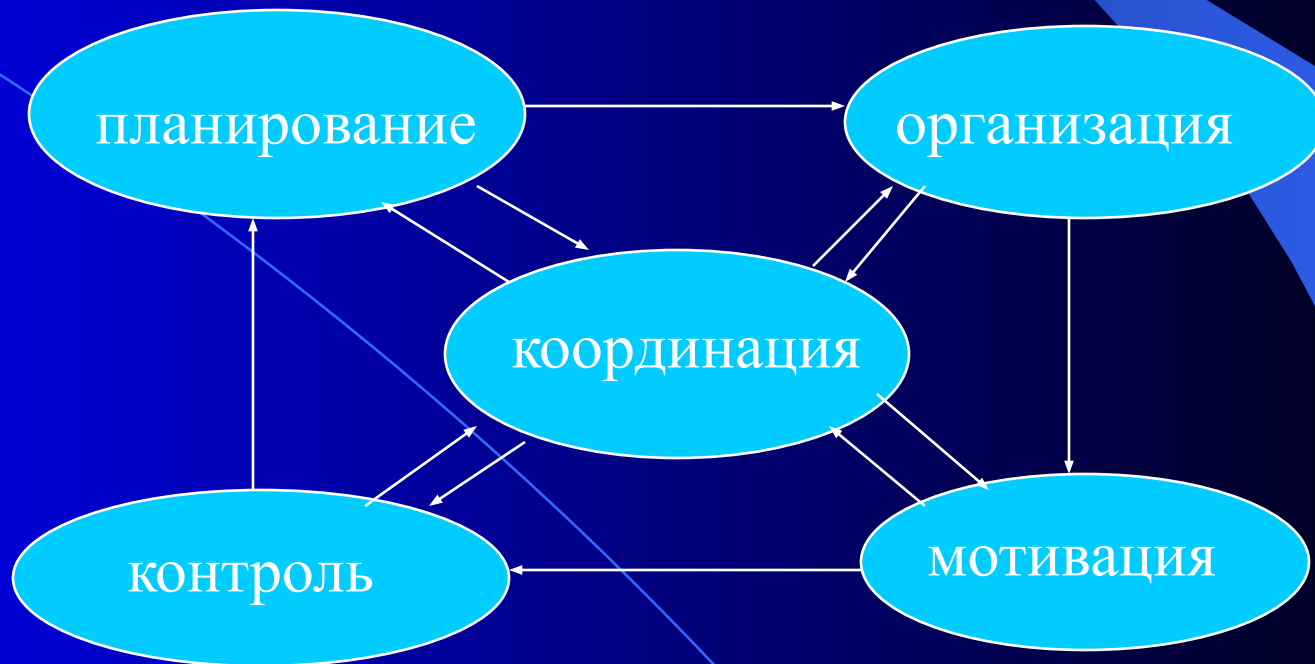 планирование
организация
координация
контроль
мотивация